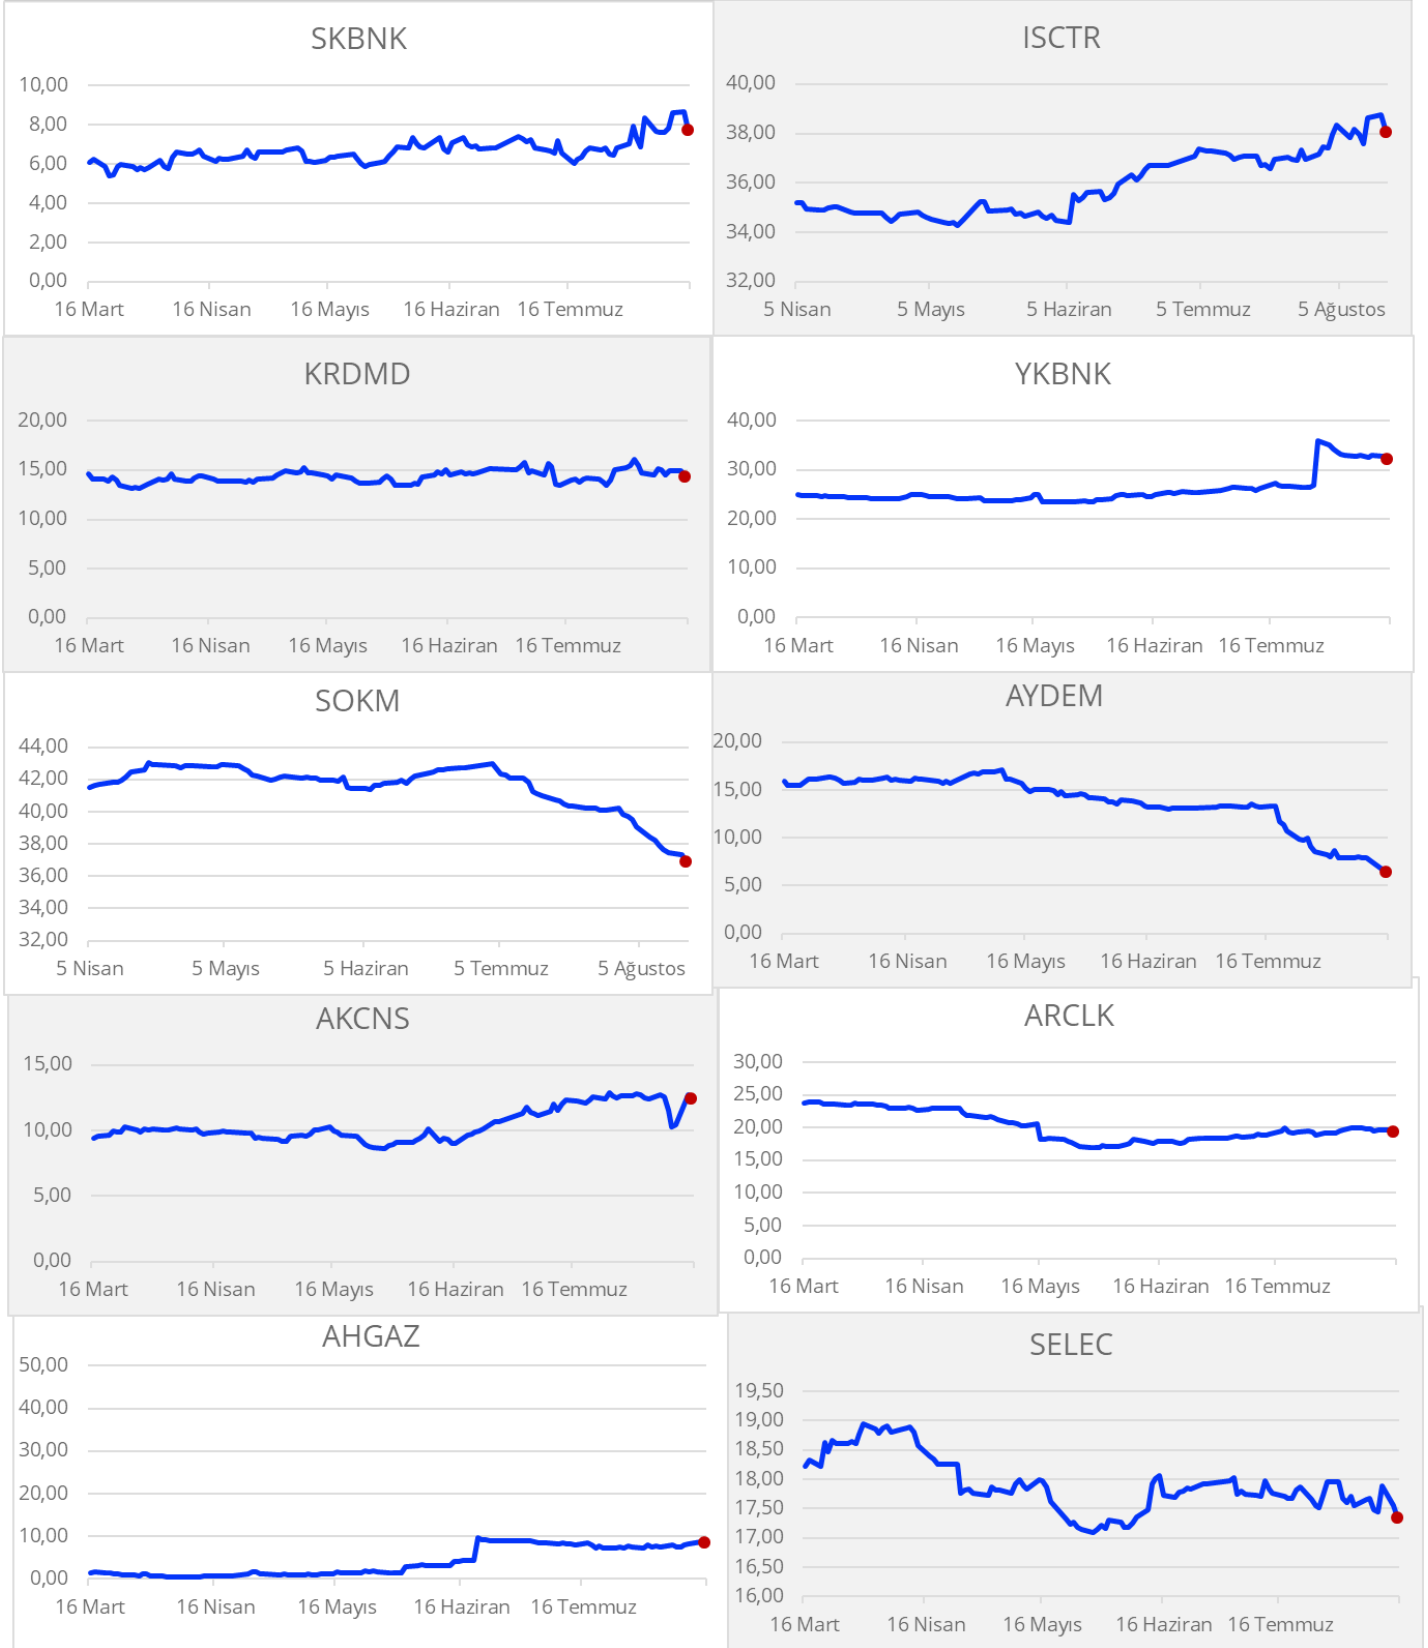 SKBNK
10,00
8,00
6,00
4,00
2,00
0,00
16 Mart 16 Nisan 16 Mayıs 16 Haziran 16 Temmuz
ISCTR
40,00
38,00
36,00
34,00
32,00
5 Nisan 5 Mayıs 5 Haziran 5 Temmuz 5 Ağustos
KRDMD
20,00
15,00
10,00
5,00
0,00
16 Mart 16 Nisan 16 Mayıs 16 Haziran 16 Temmuz
YKBNK
40,00
30,00
20,00
10,00
0,00
16 Mart 16 Nisan 16 Mayıs 16 Haziran 16 Temmuz
SOKM
44,00
42,00
40,00
38,00
36,00
34,00
32,00
5 Nisan 5 Mayıs 5 Haziran 5 Temmuz 5 Ağustos
AYDEM
20,00
15,00
10,00
5,00
0,00
16 Mart 16 Nisan 16 Mayıs 16 Haziran 16 Temmuz
AKCNS
15,00
10,00
5,00
0,00
16 Mart 16 Nisan 16 Mayıs 16 Haziran 16 Temmuz
ARCLK
30,00
25,00
20,00
15,00
10,00
5,00
0,00
16 Mart 16 Nisan 16 Mayıs 16 Haziran 16 Temmuz
AHGAZ
50,00
40,00
30,00
20,00
10,00
0,00
16 Mart 16 Nisan 16 Mayıs 16 Haziran 16 Temmuz
SELEC
19,50
19,00
18,50
18,00
17,50
17,00
16,50
16,00
16 Mart 16 Nisan 16 Mayıs 16 Haziran 16 Temmuz